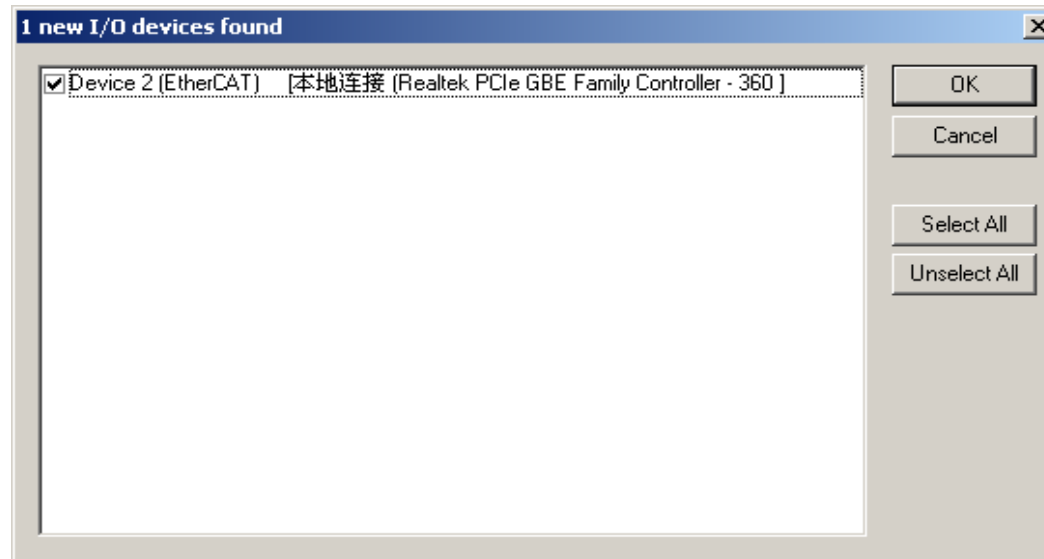 1 new I/O devices found
Device 2 (EtherCAT) [本地连接 (Realtek PCIe GBE Family Controller - 360 ]
OK
Cancel
Select All
Unselect All